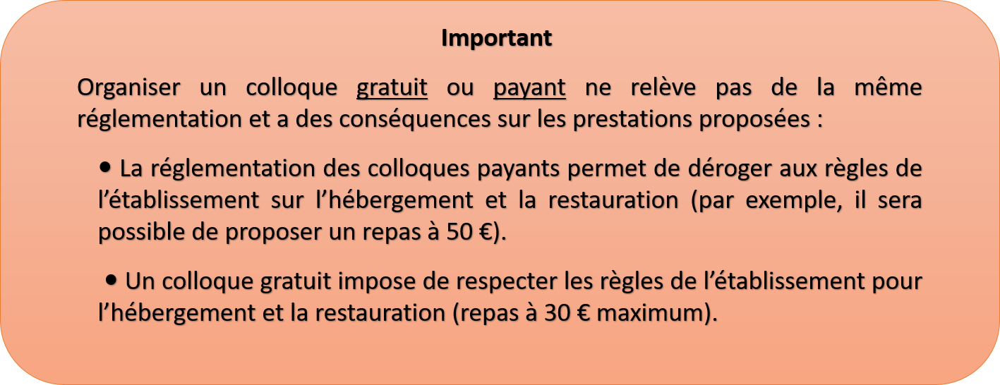 Important
Organiser un colloque gratuit ou payant ne relève pas de la même
réglementation et a des conséquences sur les prestations proposées :
• La réglementation des colloques payants permet de déroger aux règles de
l’établissement sur l’hébergement et la restauration (par exemple, il sera
possible de proposer un repas à 50 €).
• Un colloque gratuit impose de respecter les règles de l’établissement pour
l’hébergement et la restauration (repas à 30 € maximum).